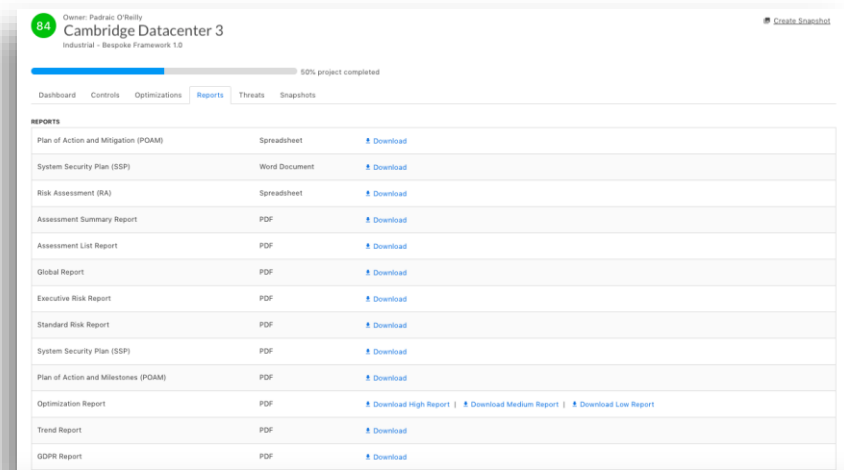 84
Owner: Padraic O'Reilly
Cambridge Datacenter 3
Industrial - Bespoke Framework 1.0
Create Snapshot
50% project completed
Dashboard Controls Optimizations Reports Threats Snapshots
REPORTS
Plan of Action and Mitigation (POAM) Spreadsheet Download
System Security Plan (SSP) Word Document Download
Risk Assessment (RA) Spreadsheet Download
Assessment Summary Report PDF Download
Assessment List Report PDF Download
Global Report PDF Download
Executive Risk Report PDF Download
Standard Risk Report PDF Download
System Security Plan (SSP) PDF Download
Plan of Action and Milestones (POAM) PDF Download
Optimization Report PDF Download High Report | Download Medium Report | Download Low Report
Trend Report PDF Download
GDPR Report PDF Download